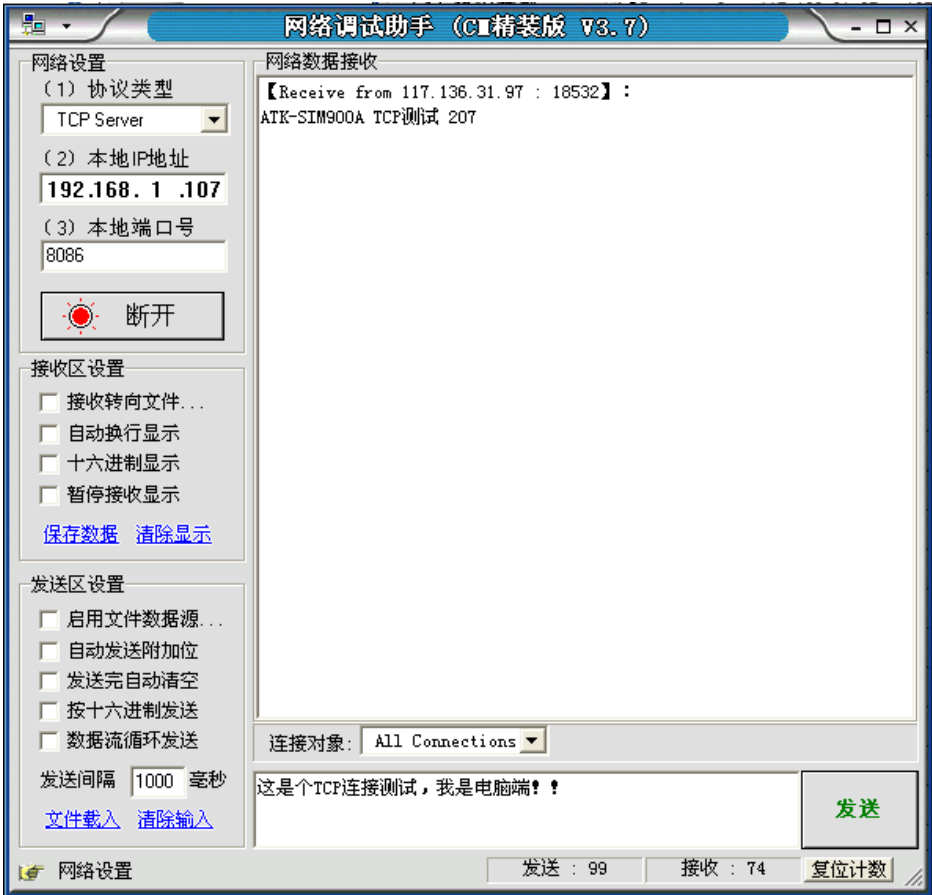 网络调试助手 (CⅢ精装版 V3.7)
网络设置
(1) 协议类型
TCP Server
(2) 本地IP地址
192.168. 1 .107
(3) 本地端口号
8086
断开
接收区设置
接收转向文件...
自动换行显示
十六进制显示
暂停接收显示
保存数据 清除显示
发送区设置
启用文件数据源...
自动发送附加位
发送完自动清空
按十六进制发送
数据流循环发送
发送间隔 1000 毫秒
文件载入 清除输入
网络数据接收
【Receive from 117.136.31.97 : 18532】:
ATK-SIM900A TCP测试 207
连接对象: All Connections
这是个TCP连接测试,我是电脑端!!
发送
网络设置
发送 : 99
接收 : 74
复位计数